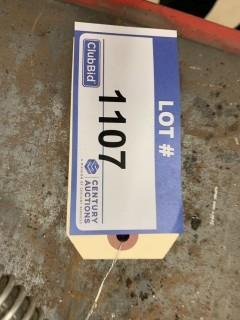 LOT #
1107
ClubBid
CENTURY
AUCTIONS